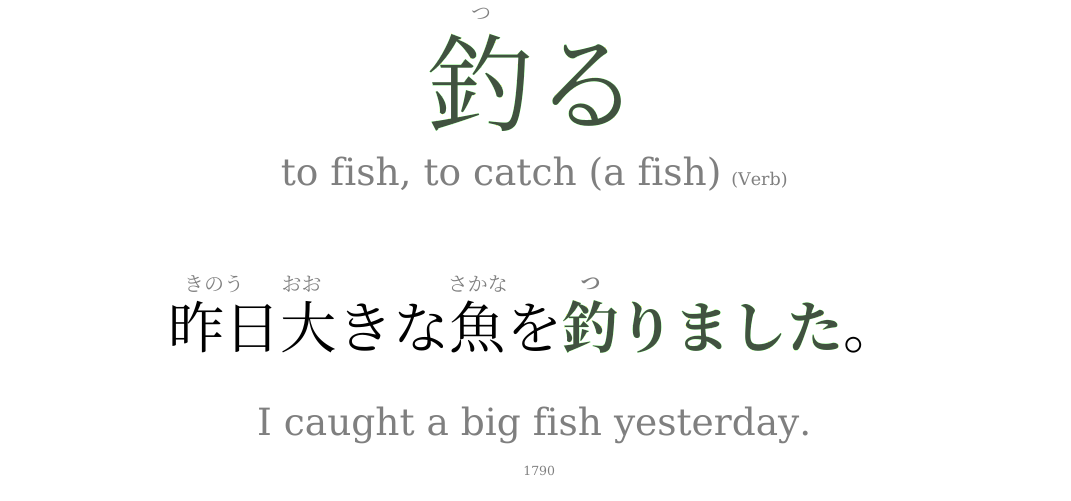 つ
釣る
to fish, to catch (a fish) (Verb)
きのう おお さかな つ
昨日大きな魚を釣りました。
I caught a big fish yesterday.
1790